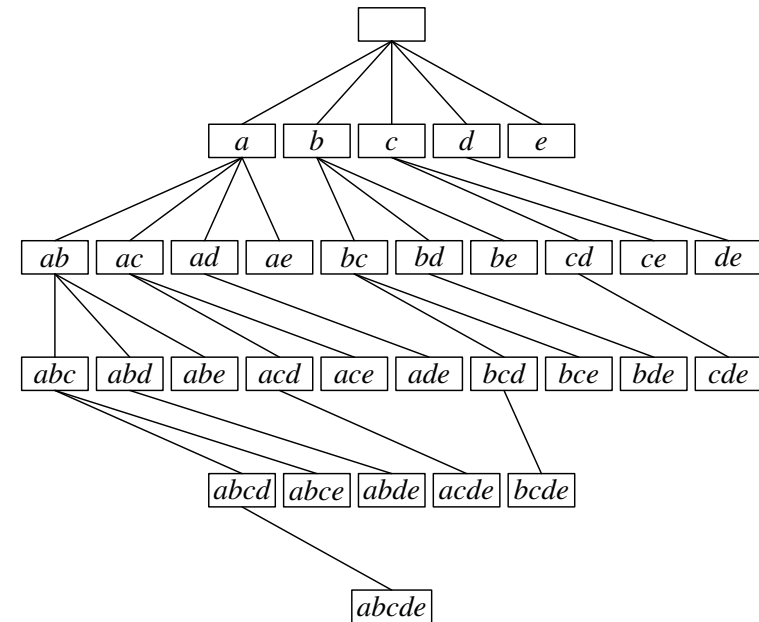 a b c d e
ab ac ad ae bc bd be cd ce de
abc abd abe acd ace ade bcd bce bde cde
abcd abce abde acde bcde
abcde